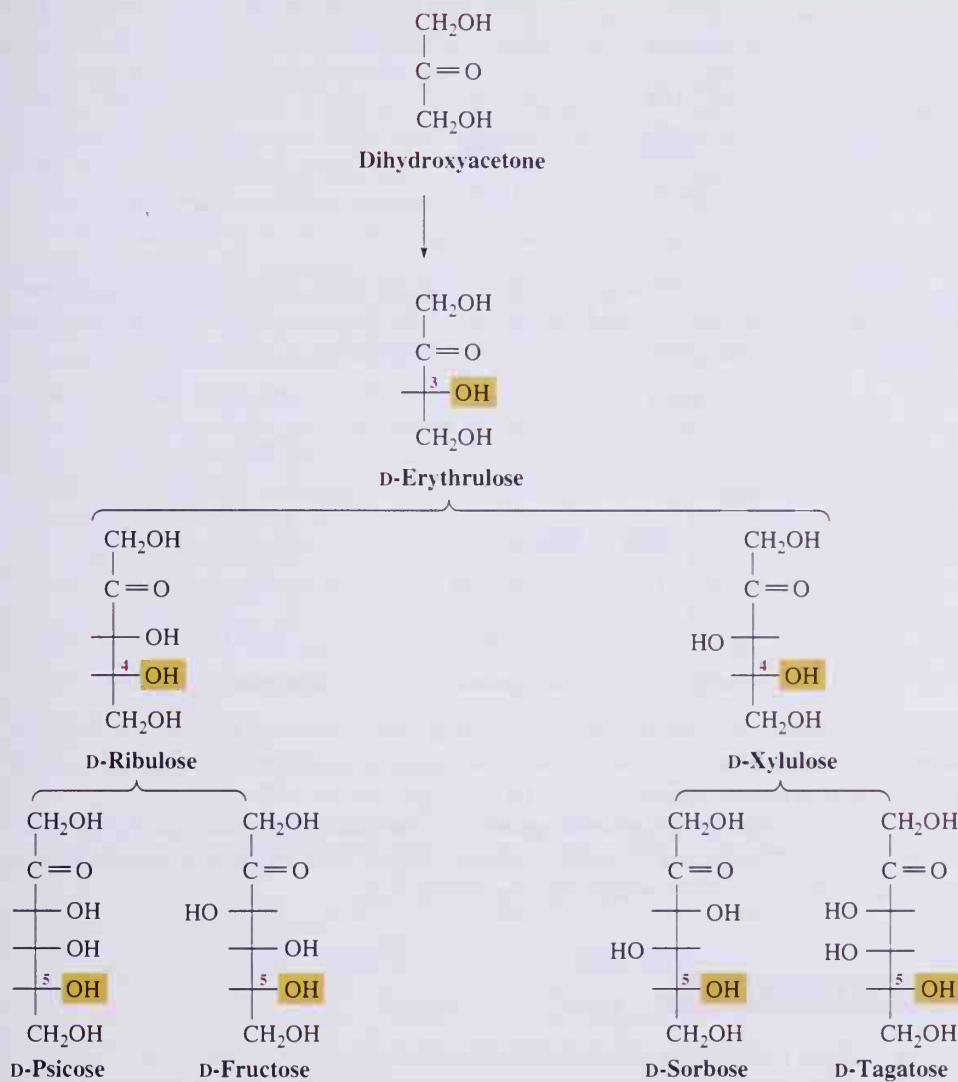 CH₂OH
C=O
CH₂OH
Dihydroxyacetone
CH₂OH
C=O
3 OH
CH₂OH
D-Erythrulose
CH₂OH
C=O
OH
4 OH
CH₂OH
D-Ribulose
CH₂OH
C=O
HO
4 OH
CH₂OH
D-Xylulose
CH₂OH
C=O
OH
OH
5 OH
CH₂OH
D-Psicose
CH₂OH
C=O
HO
OH
5 OH
CH₂OH
D-Fructose
CH₂OH
C=O
OH
HO
5 OH
CH₂OH
D-Sorbose
CH₂OH
C=O
HO
HO
5 OH
CH₂OH
D-Tagatose